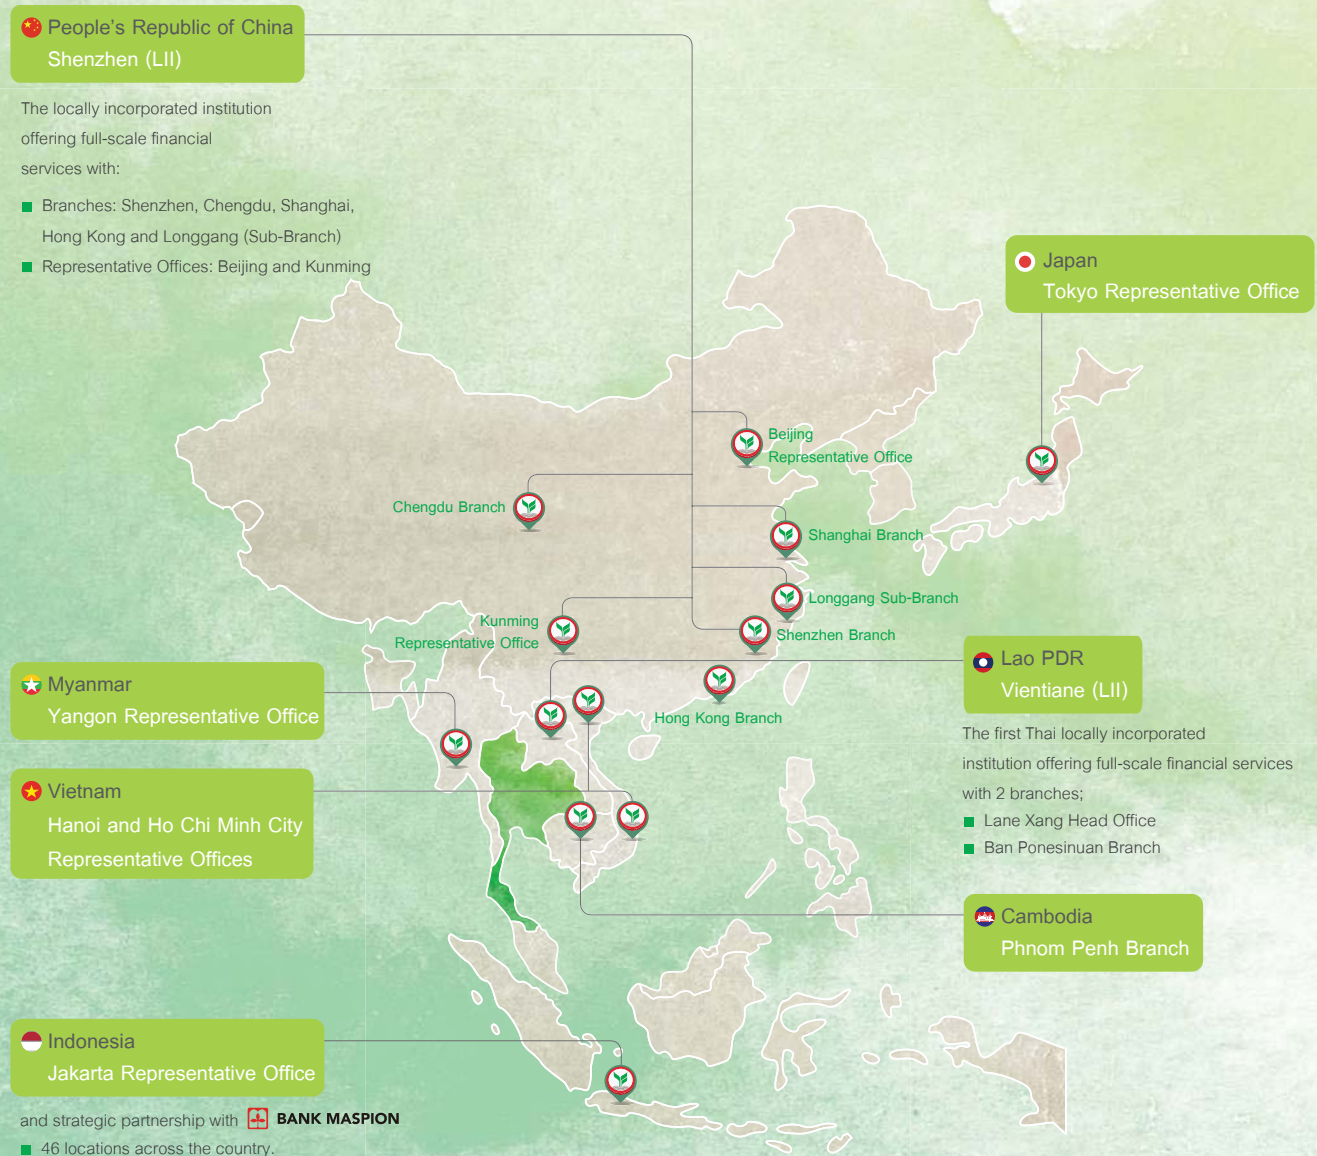 People's Republic of China
Shenzhen (LII)
The locally incorporated institution
offering full-scale financial
services with:
Branches: Shenzhen, Chengdu, Shanghai,
Hong Kong and Longgang (Sub-Branch)
Representative Offices: Beijing and Kunming
Japan
Tokyo Representative Office
Beijing
Representative Office
Chengdu Branch
Shanghai Branch
Longgang Sub-Branch
Kunming
Representative Office
Shenzhen Branch
Hong Kong Branch
Myanmar
Yangon Representative Office
Lao PDR
Vientiane (LII)
The first Thai locally incorporated
institution offering full-scale financial services
with 2 branches;
Lane Xang Head Office
Ban Ponesinuan Branch
Vietnam
Hanoi and Ho Chi Minh City
Representative Offices
Cambodia
Phnom Penh Branch
Indonesia
Jakarta Representative Office
and strategic partnership with BANK MASPION
46 locations across the country.